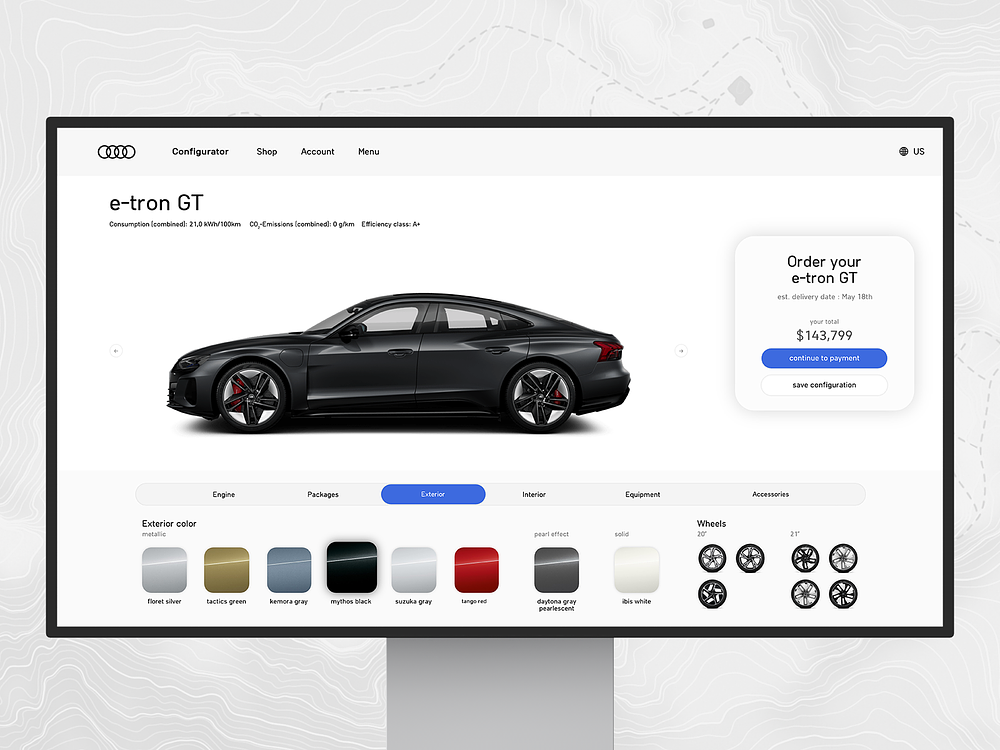 Configurator Shop Account Menu US
e-tron GT
Consumption (combined): 21,0 kWh/100km CO₂-Emissions (combined): 0 g/km Efficiency class: A+
Order your
e-tron GT
est. delivery date : May 18th
your total
$143,799
continue to payment
save configuration
Engine Packages Exterior Interior Equipment Accessories
Exterior color
metallic
pearl effect
solid
floret silver
tactics green
kemora gray
mythos black
suzuka gray
tango red
daytona gray
pearlescent
ibis white
Wheels
20"
21"